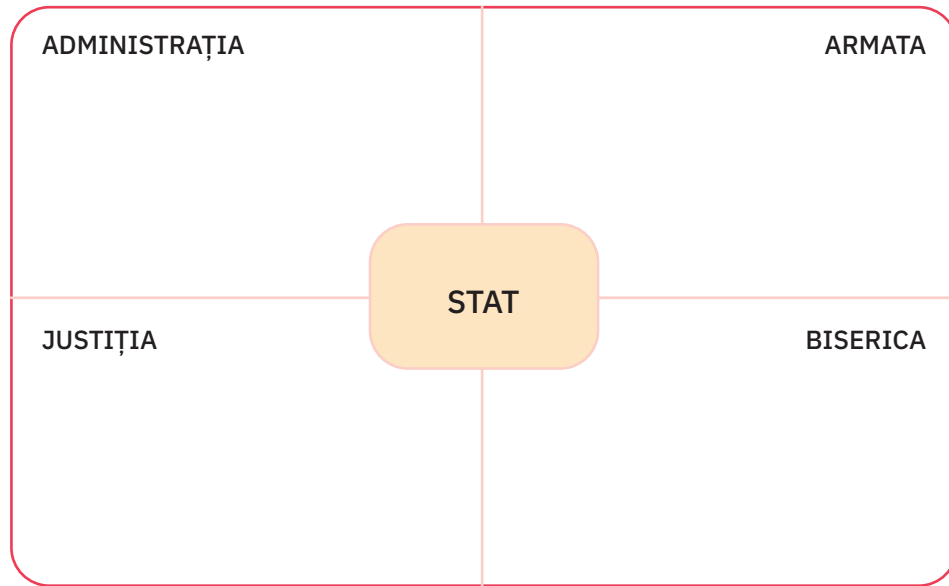 ADMINISTRAȚIA
ARMATA
STAT
JUSTIȚIA
BISERICA